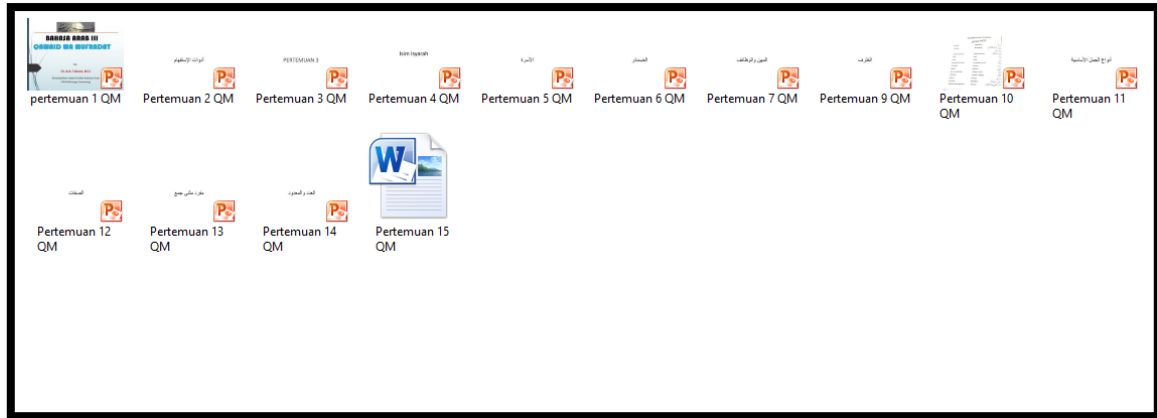 BAHASA ARAB III
QAWAID WA MUFRADAT
pertemuan 1 QM
أدوات الإستفهام
Pertemuan 2 QM
PERTEMUAN 3
Pertemuan 3 QM
Isim Isyarah
Pertemuan 4 QM
الأسرة
Pertemuan 5 QM
الضمائر
Pertemuan 6 QM
المهن والوظائف
Pertemuan 7 QM
الظرف
Pertemuan 9 QM
Pertemuan 10
QM
أنواع الجمل الأساسية
Pertemuan 11
QM
الصفات
Pertemuan 12
QM
مفرد مثنى جمع
Pertemuan 13
QM
العدد والمعدود
Pertemuan 14
QM
Pertemuan 15
QM